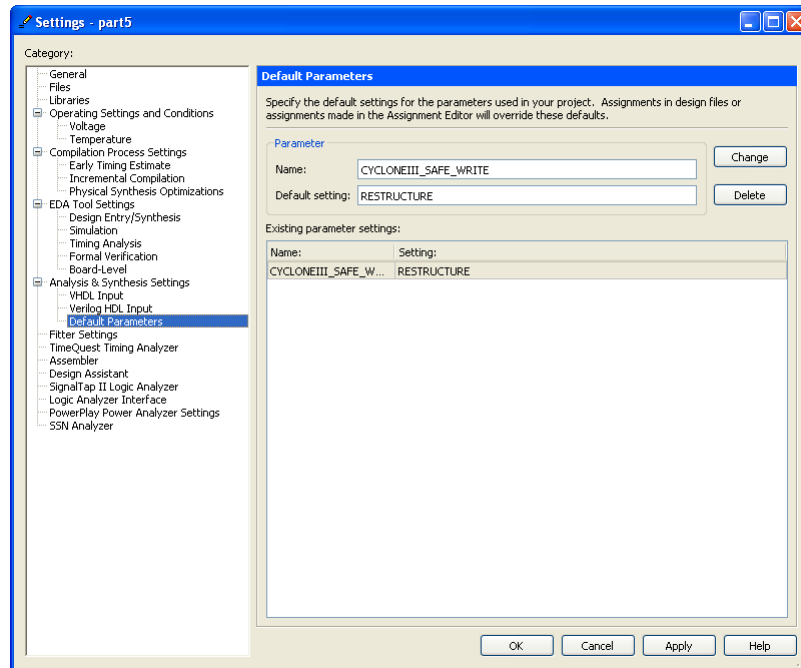 Settings - part5
Category:
General
Files
Libraries
Operating Settings and Conditions
Voltage
Temperature
Compilation Process Settings
Early Timing Estimate
Incremental Compilation
Physical Synthesis Optimizations
EDA Tool Settings
Design Entry/Synthesis
Simulation
Timing Analysis
Formal Verification
Board-Level
Analysis & Synthesis Settings
VHDL Input
Verilog HDL Input
Default Parameters
Fitter Settings
TimeQuest Timing Analyzer
Assembler
Design Assistant
SignalTap II Logic Analyzer
Logic Analyzer Interface
PowerPlay Power Analyzer Settings
SSN Analyzer
Default Parameters
Specify the default settings for the parameters used in your project. Assignments in design files or
assignments made in the Assignment Editor will override these defaults.
Parameter
Name: CYCLONEIII_SAFE_WRITE
Default setting: RESTRUCTURE
Change
Delete
Existing parameter settings:
Name: Setting:
CYCLONEIII_SAFE_W... RESTRUCTURE
OK Cancel Apply Help